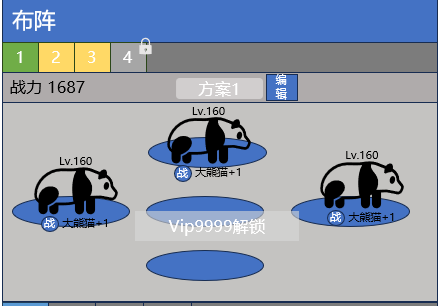 布阵
1 2 3 4
战力 1687 方案1 编辑
Lv.160
战 大熊猫+1
Lv.160
战 大熊猫+1
Lv.160
战 大熊猫+1
Vip9999解锁